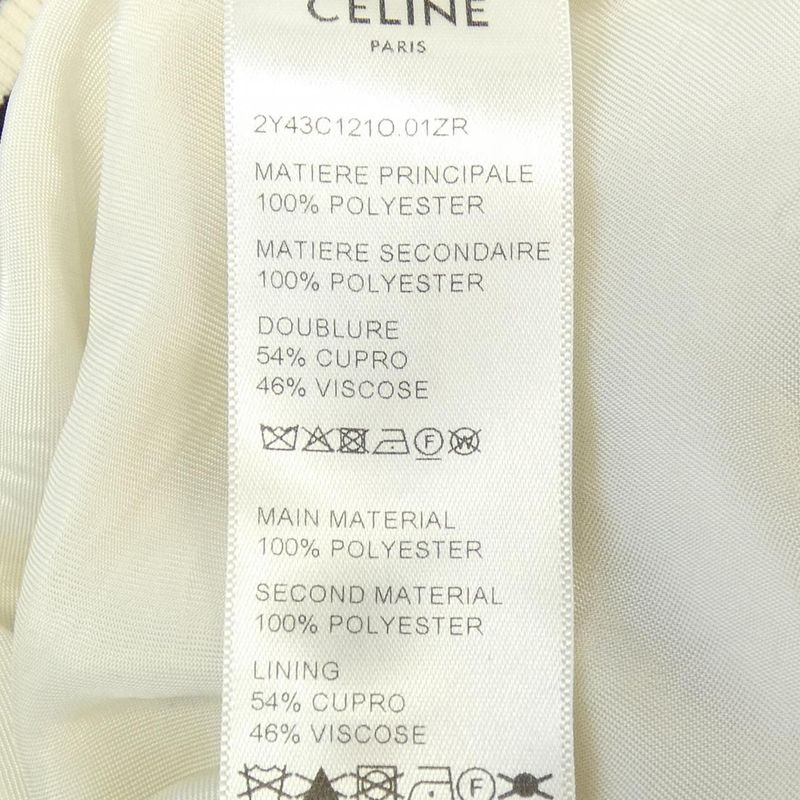 CELINE
PARIS
2Y43C121O.01ZR
MATIERE PRINCIPALE
100% POLYESTER
MATIERE SECONDAIRE
100% POLYESTER
DOUBLURE
54% CUPRO
46% VISCOSE
F W
MAIN MATERIAL
100% POLYESTER
SECOND MATERIAL
100% POLYESTER
LINING
54% CUPRO
46% VISCOSE
F